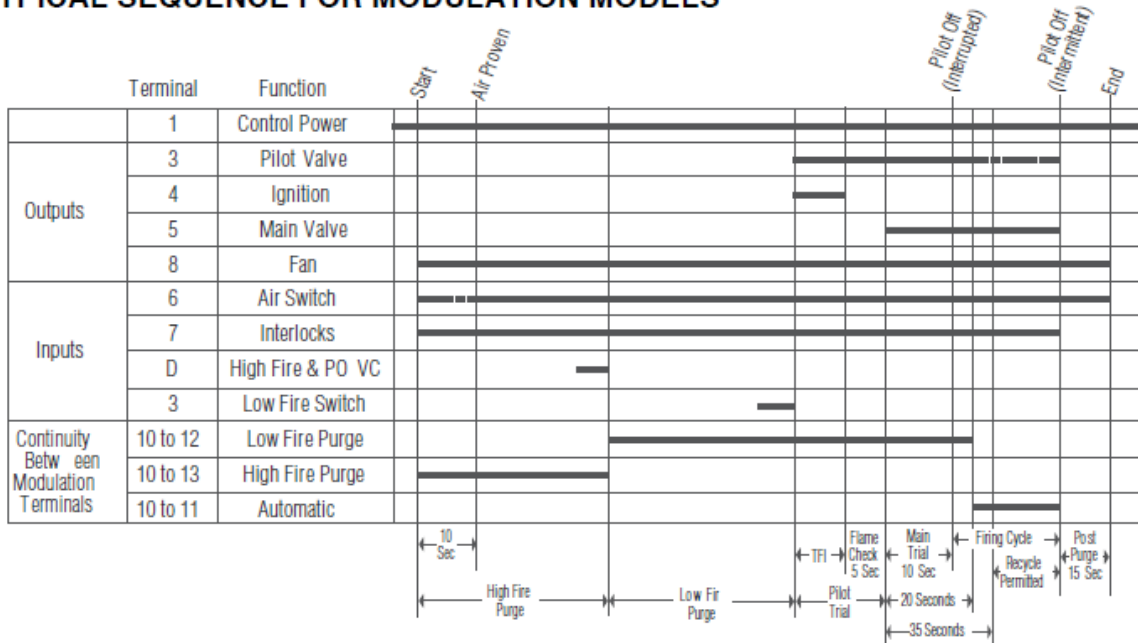 TYPICAL SEQUENCE FOR MODULATION MODELS
Terminal Function Start Air Proven Pilot Off (Interrupted) Pilot Off (Intermittent) End
1 Control Power
Outputs
3 Pilot Valve
4 Ignition
5 Main Valve
8 Fan
Inputs
6 Air Switch
7 Interlocks
D High Fire & PO VC
3 Low Fire Switch
Continuity
Betw een
Modulation
Terminals
10 to 12 Low Fire Purge
10 to 13 High Fire Purge
10 to 11 Automatic
10
Sec
TFI
Flame
Check
5 Sec
Main
Trial
10 Sec
Firing Cycle
Recycle
Permitted
Post
Purge
15 Sec
High Fire
Purge
Low Fir
Purge
Pilot
Trial
20 Seconds
35 Seconds